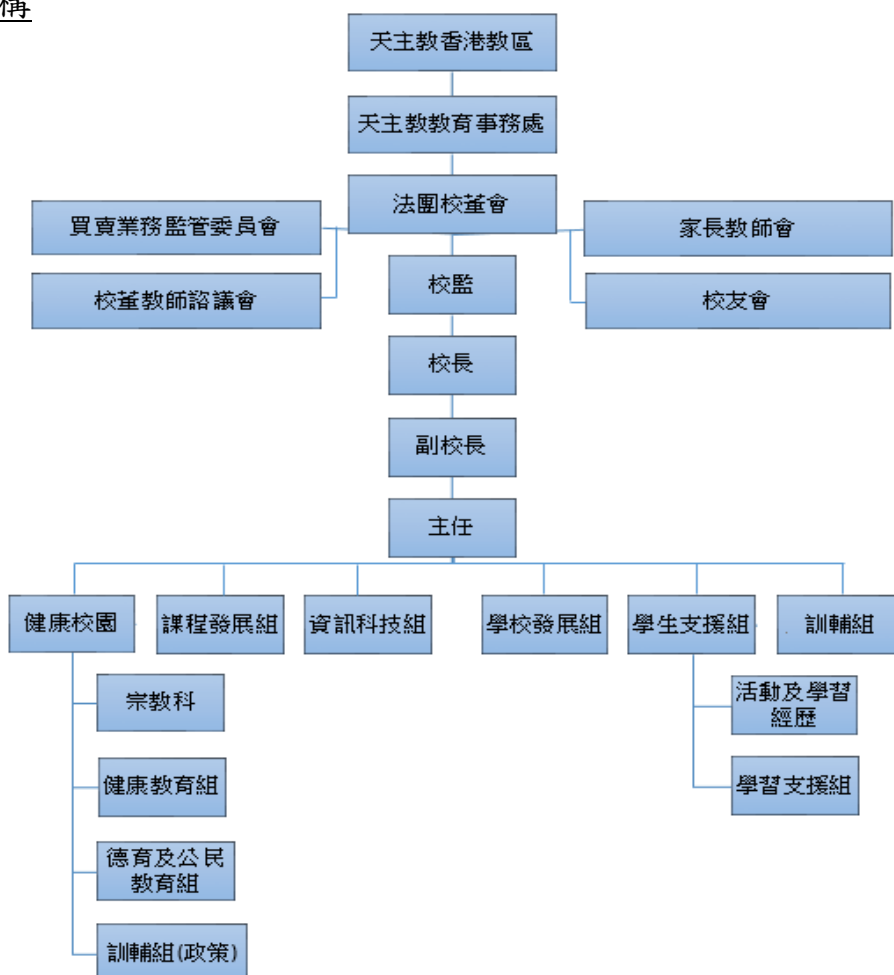 構
天主教香港教區
天主教教育事務處
法團校董會
買賣業務監管委員會
家長教師會
校監
校董教師諮議會
校友會
校長
副校長
主任
健康校園
課程發展組
資訊科技組
學校發展組
學生支援組
訓輔組
宗教科
活動及學習
經歷
健康教育組
學習支援組
德育及公民
教育組
訓輔組(政策)